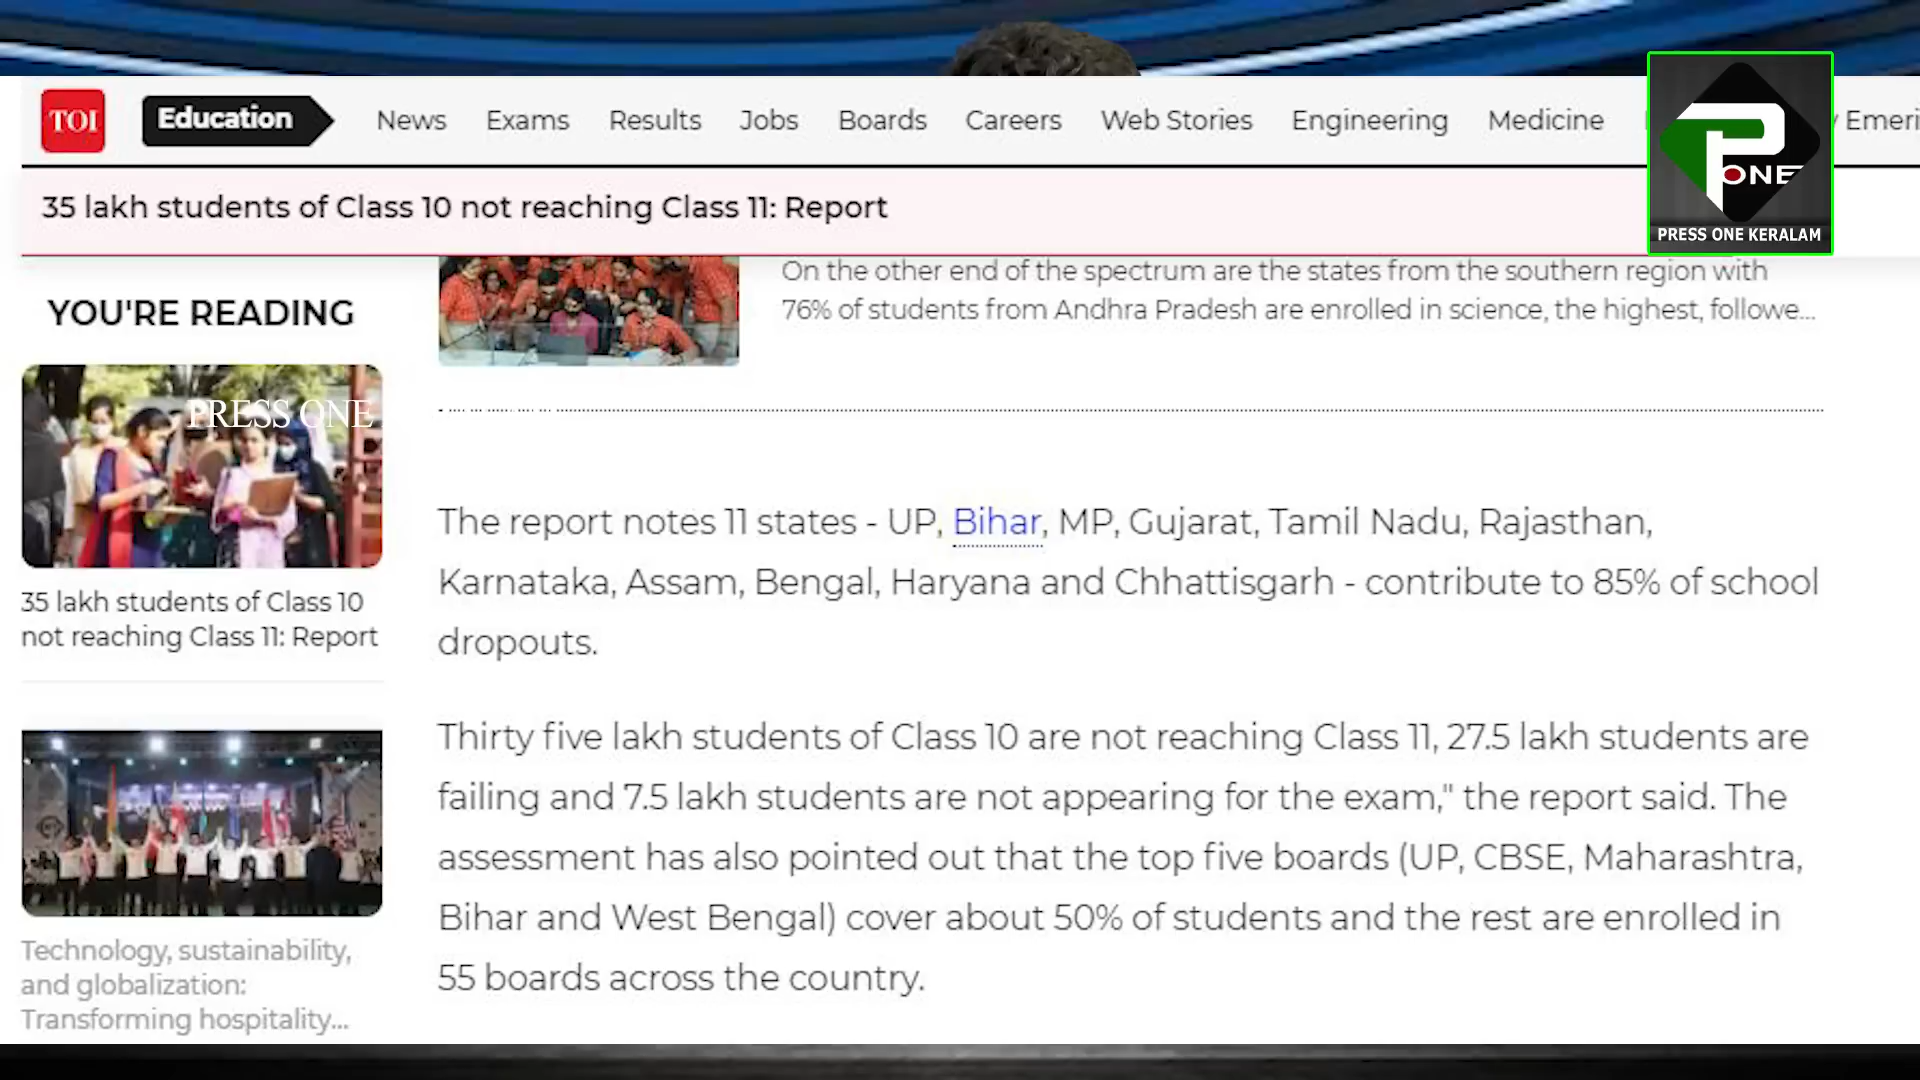 TOI
Education
News
Exams
Results
Jobs
Boards
Careers
Web Stories
Engineering
Medicine
Emeri
P
ONE
PRESS ONE KERALAM
35 lakh students of Class 10 not reaching Class 11: Report
On the other end of the spectrum are the states from the southern region with
76% of students from Andhra Pradesh are enrolled in science, the highest, followe...
YOU'RE READING
PRESS ONE
35 lakh students of Class 10
not reaching Class 11: Report
Technology, sustainability,
and globalization:
Transforming hospitality...
The report notes 11 states - UP, Bihar, MP, Gujarat, Tamil Nadu, Rajasthan,
Karnataka, Assam, Bengal, Haryana and Chhattisgarh - contribute to 85% of school
dropouts.
Thirty five lakh students of Class 10 are not reaching Class 11, 27.5 lakh students are
failing and 7.5 lakh students are not appearing for the exam," the report said. The
assessment has also pointed out that the top five boards (UP, CBSE, Maharashtra,
Bihar and West Bengal) cover about 50% of students and the rest are enrolled in
55 boards across the country.